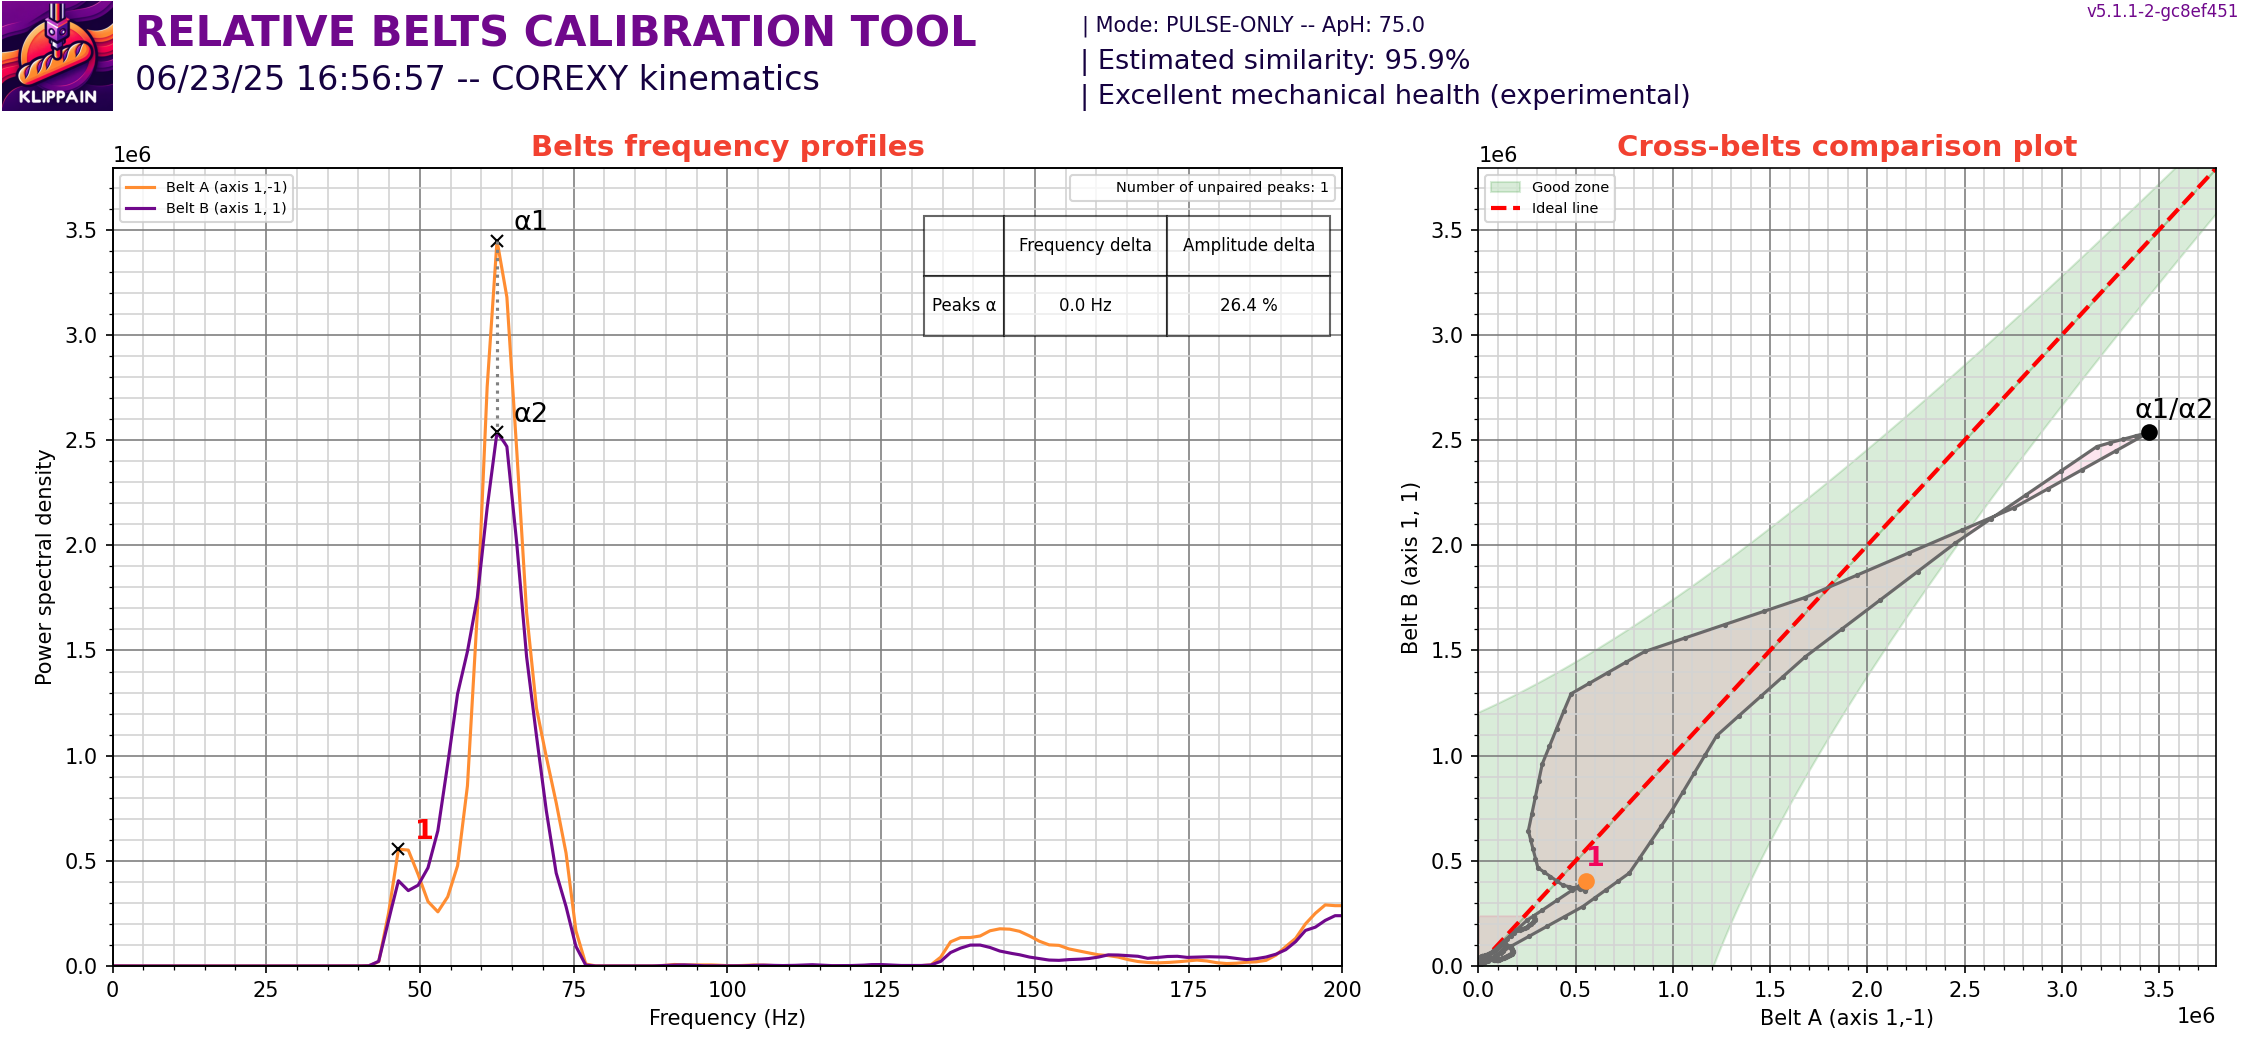 KLIPPAIN
RELATIVE BELTS CALIBRATION TOOL
06/23/25 16:56:57 -- COREXY kinematics
| Mode: PULSE-ONLY -- ApH: 75.0
| Estimated similarity: 95.9%
| Excellent mechanical health (experimental)
v5.1.1-2-gc8ef451
Belts frequency profiles
1e6
Belt A (axis 1,-1)
Belt B (axis 1, 1)
Number of unpaired peaks: 1
Frequency delta Amplitude delta
Peaks α 0.0 Hz 26.4 %
α1
α2
1
3.5
3.0
2.5
2.0
1.5
1.0
0.5
0.0
Power spectral density
0 25 50 75 100 125 150 175 200
Frequency (Hz)
Cross-belts comparison plot
1e6
Good zone
Ideal line
α1/α2
1
3.5
3.0
2.5
2.0
1.5
1.0
0.5
0.0
Belt B (axis 1, 1)
0.0 0.5 1.0 1.5 2.0 2.5 3.0 3.5
1e6
Belt A (axis 1,-1)